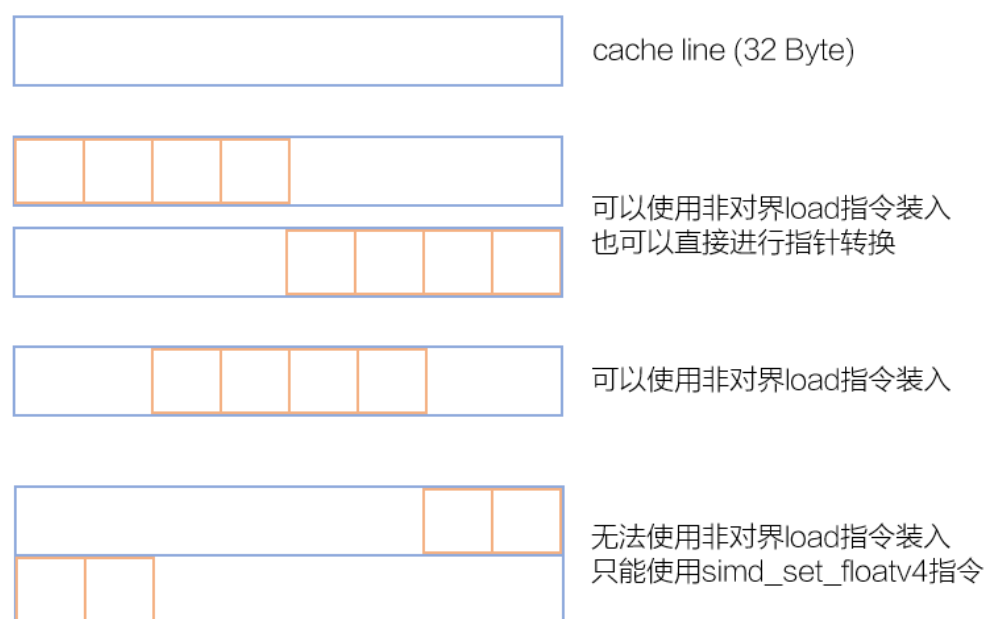 cache line (32 Byte)
可以使用非对界load指令装入
也可以直接进行指针转换
可以使用非对界load指令装入
无法使用非对界load指令装入
只能使用simd_set_floatv4指令